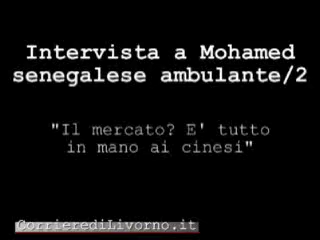 Intervista a Mohamed
senegalese ambulante/2
"Il mercato? E' tutto
in mano ai cinesi"
CorrierediLivorno.it